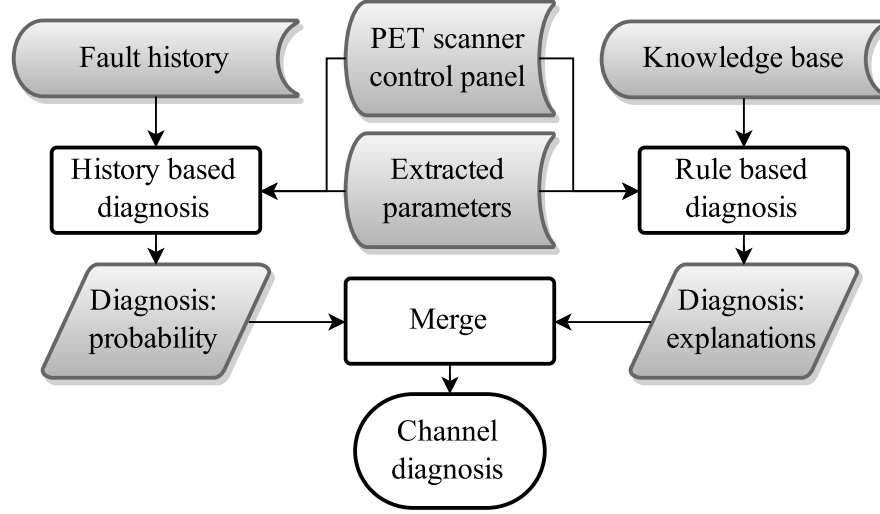 Fault history
PET scanner
control panel
Knowledge base
History based
diagnosis
Extracted
parameters
Rule based
diagnosis
Diagnosis:
probability
Merge
Diagnosis:
explanations
Channel
diagnosis